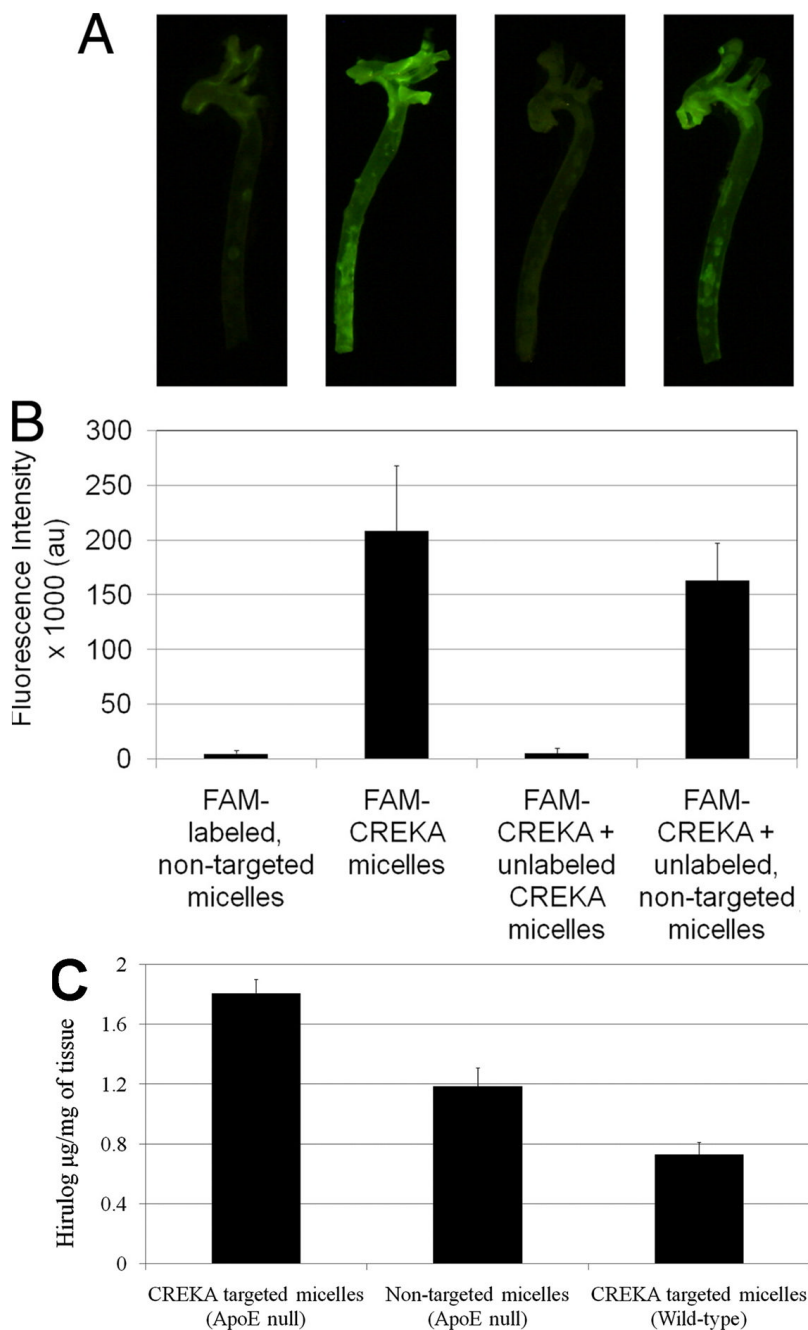 A
B
Fluorescence Intensity
x 1000 (au)
300
250
200
150
100
50
0
FAM-
labeled,
non-targeted
micelles
FAM-
CREKA
micelles
FAM-
CREKA +
unlabeled
CREKA
micelles
FAM-
CREKA +
unlabeled,
non-targeted
micelles
C
Hirulog µg/mg of tissue
2
1.6
1.2
0.8
0.4
0
CREKA targeted micelles
(ApoE null)
Non-targeted micelles
(ApoE null)
CREKA targeted micelles
(Wild-type)